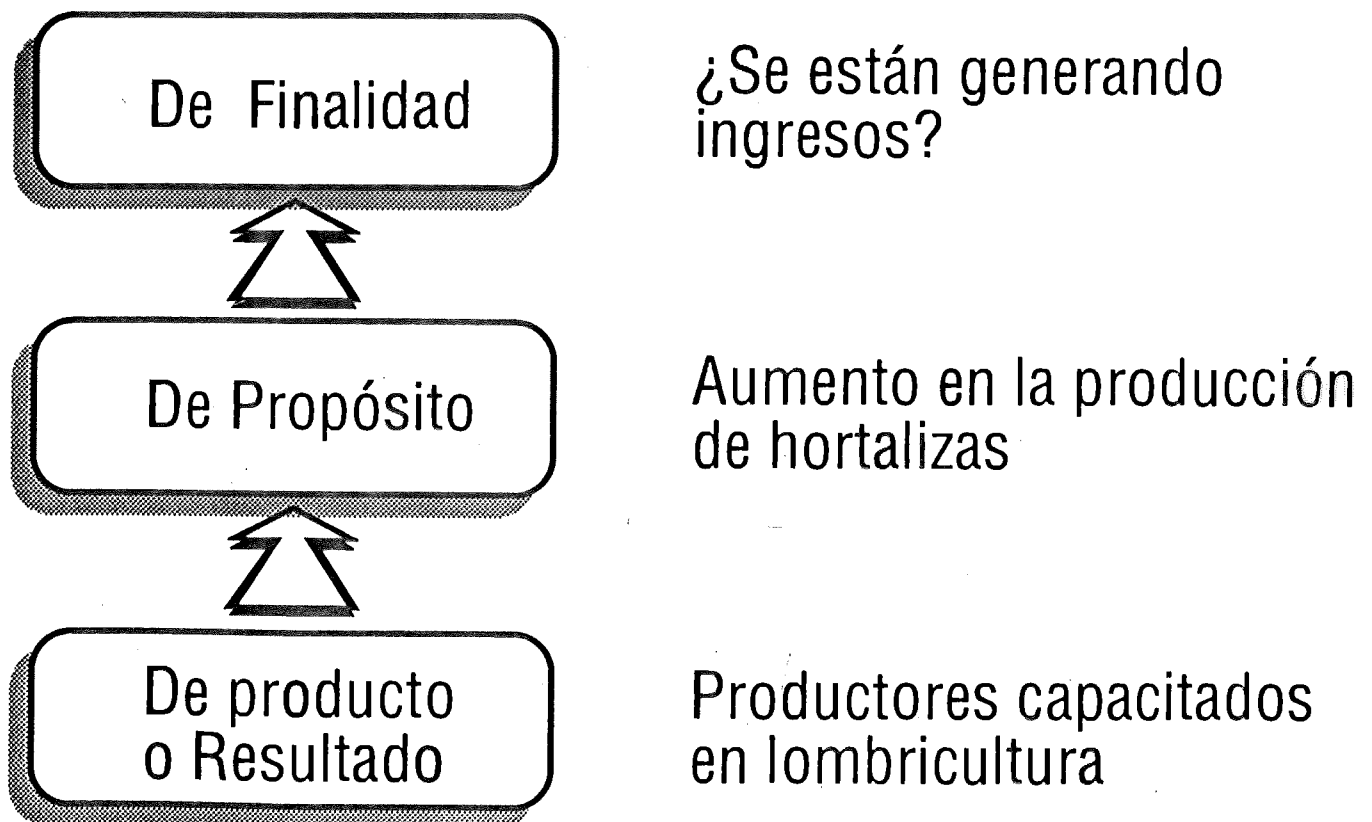 De Finalidad
¿Se están generando
ingresos?
De Propósito
Aumento en la producción
de hortalizas
De producto
o Resultado
Productores capacitados
en lombricultura